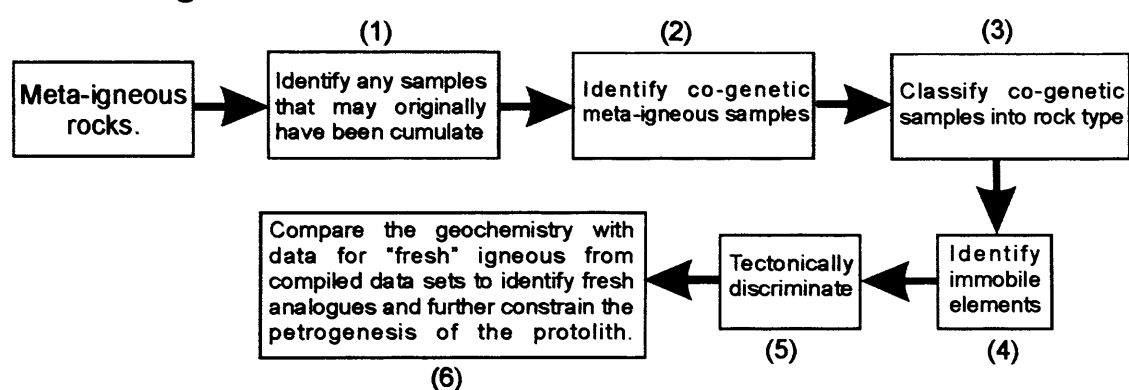 (1)
(2)
(3)
Meta-igneous
rocks.
Identify any samples
that may originally
have been cumulate
Identify co-genetic
meta-igneous samples
Classify co-genetic
samples into rock type
Compare the geochemistry with
data for "fresh" igneous from
compiled data sets to identify fresh
analogues and further constrain the
petrogenesis of the protolith.
Tectonically
discriminate
Identify
immobile
elements
(6)
(5)
(4)